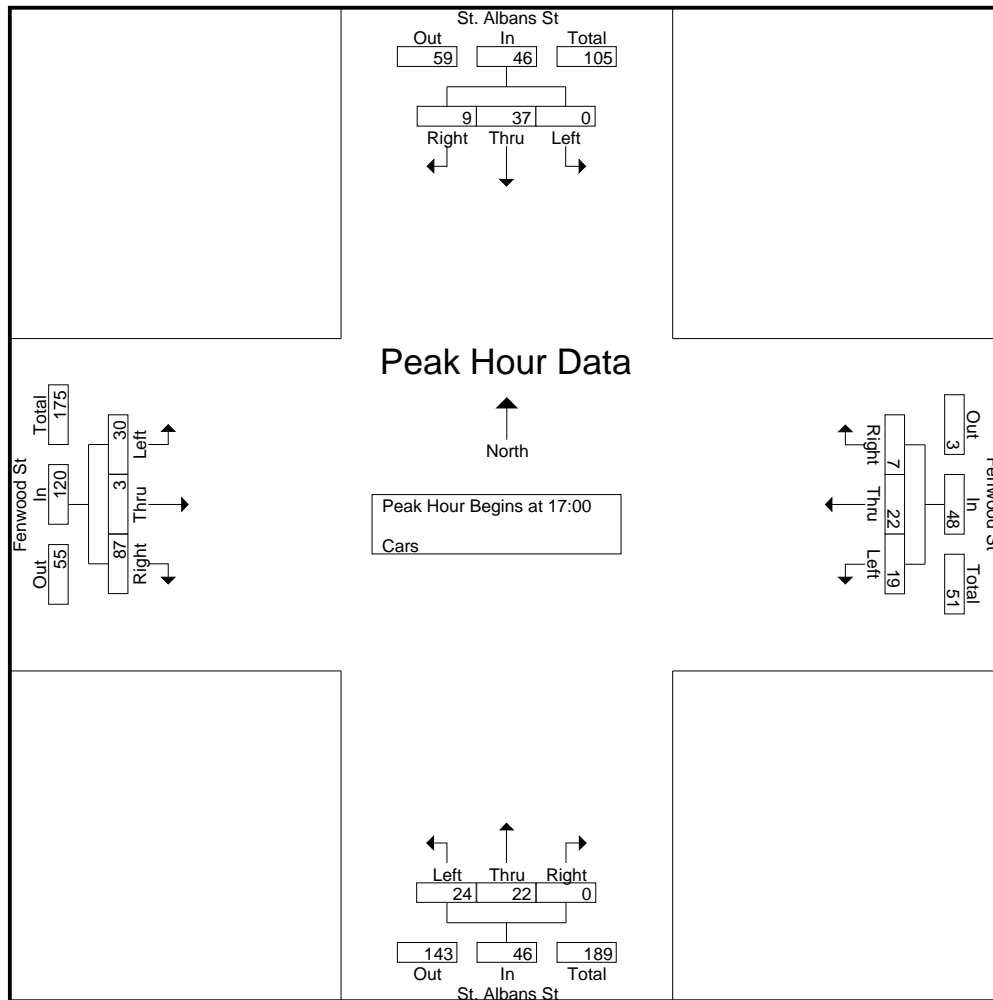 St. Albans St
Out In Total
59 46 105
9 37 0
Right Thru Left
Peak Hour Data
North
Peak Hour Begins at 17:00
Cars
Fenwood St
Total In Out
175 120 55
30 3 87
Left Thru Right
Right Thru Left
7 22 19
3 48 51
Out In Total
Fenwood St
Left Thru Right
24 22 0
143 46 189
Out In Total
St. Albans St